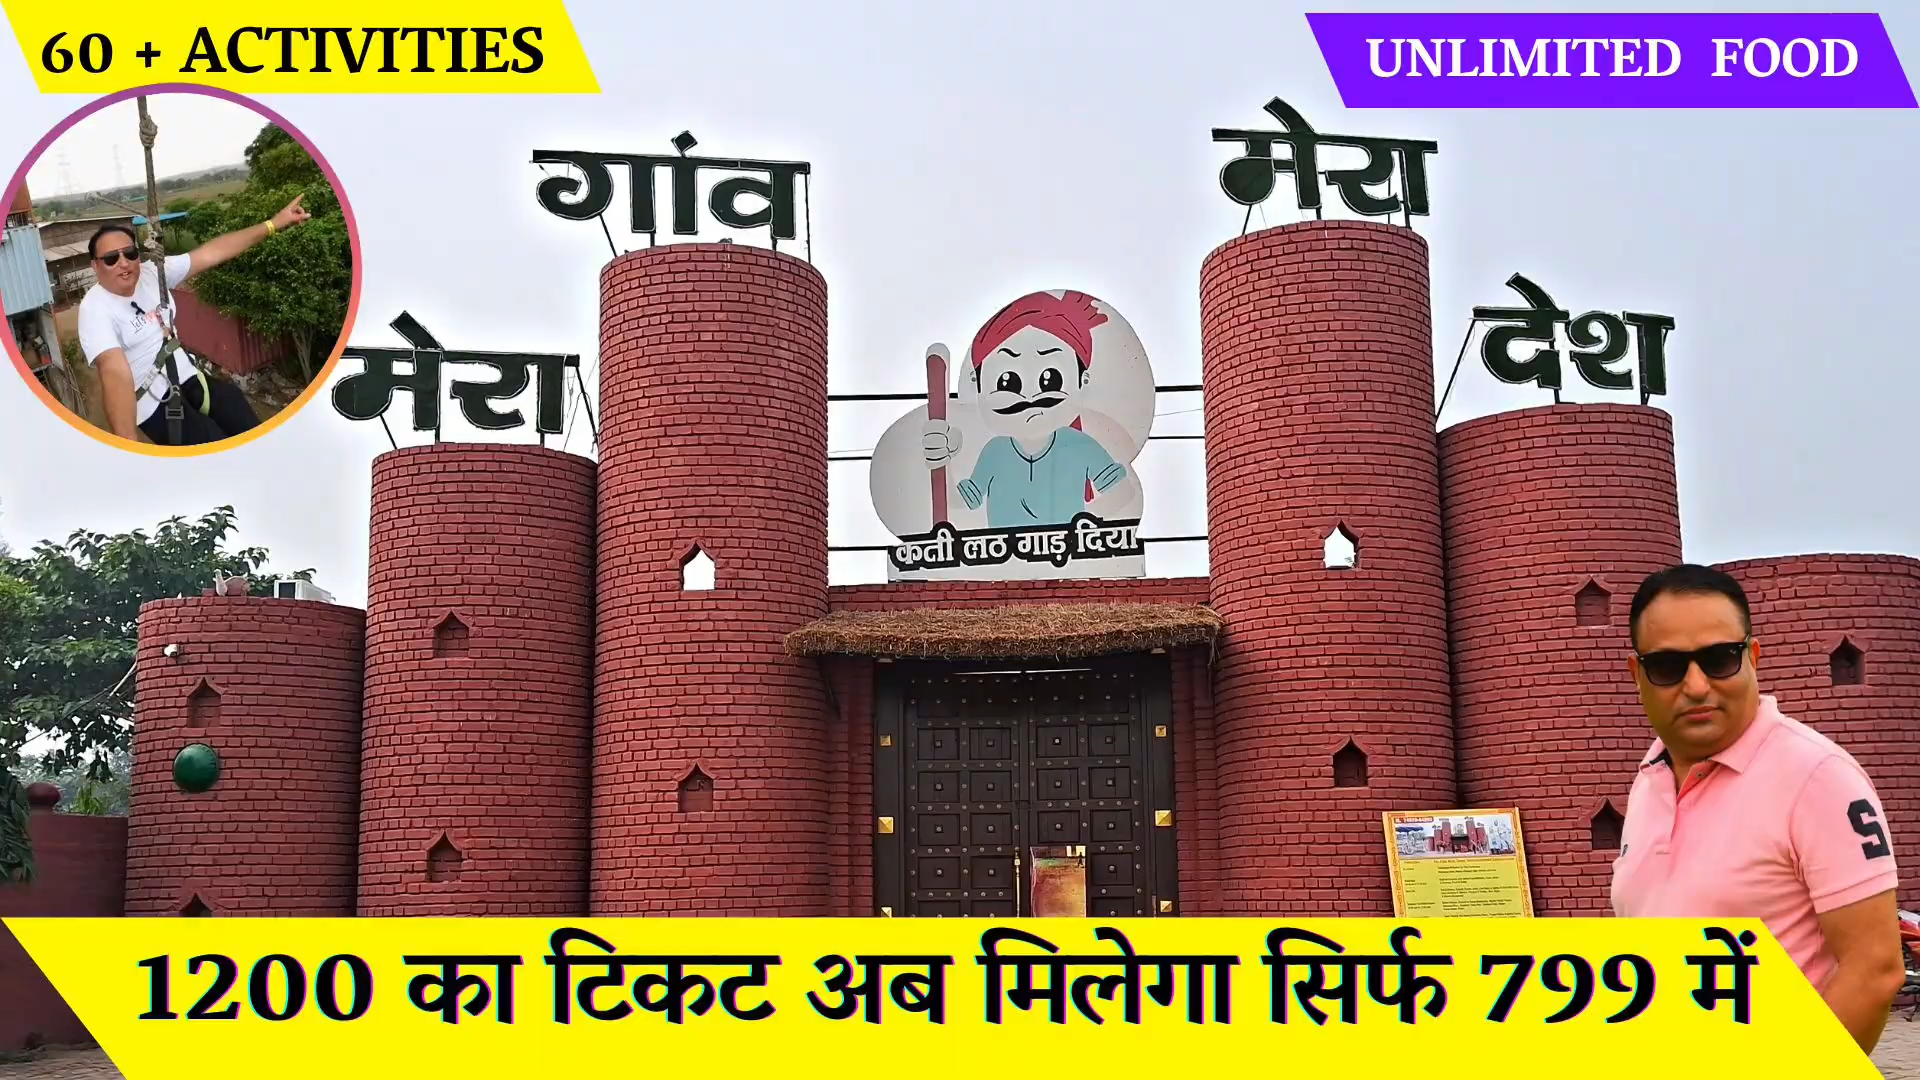 60 + ACTIVITIES
UNLIMITED FOOD
मेरा
गांव
मेरा
देश
कती लठ गाड़ दिया
S
1200 का टिकट अब मिलेगा सिर्फ 799 में